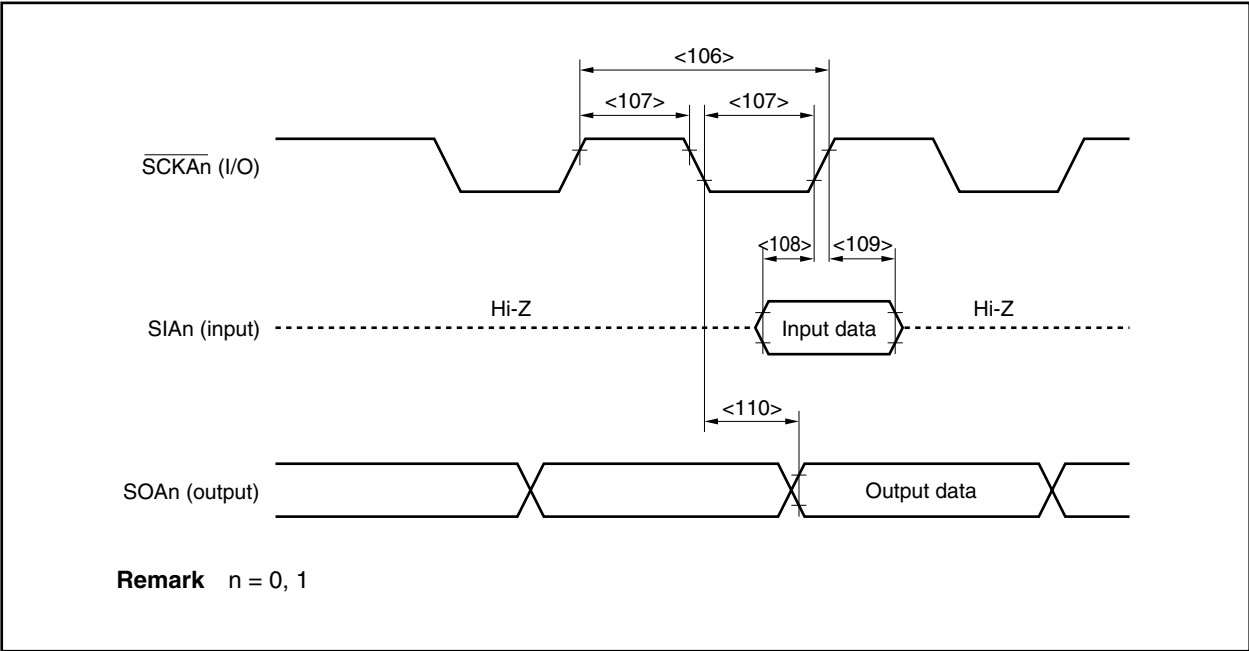 <106>
<107> <107>
SCKAn (I/O)
<108> <109>
Hi-Z Hi-Z
SIAn (input) Input data
<110>
SOAn (output) Output data
Remark n = 0, 1